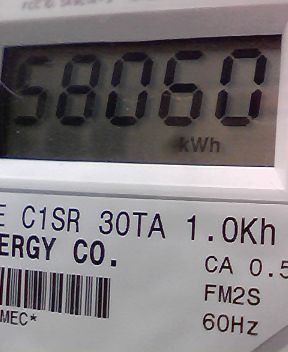 58060
kWh
E C1SR 30TA 1.0Kh
ERGY CO.
CA 0.5
FM2S
MEC*
60Hz